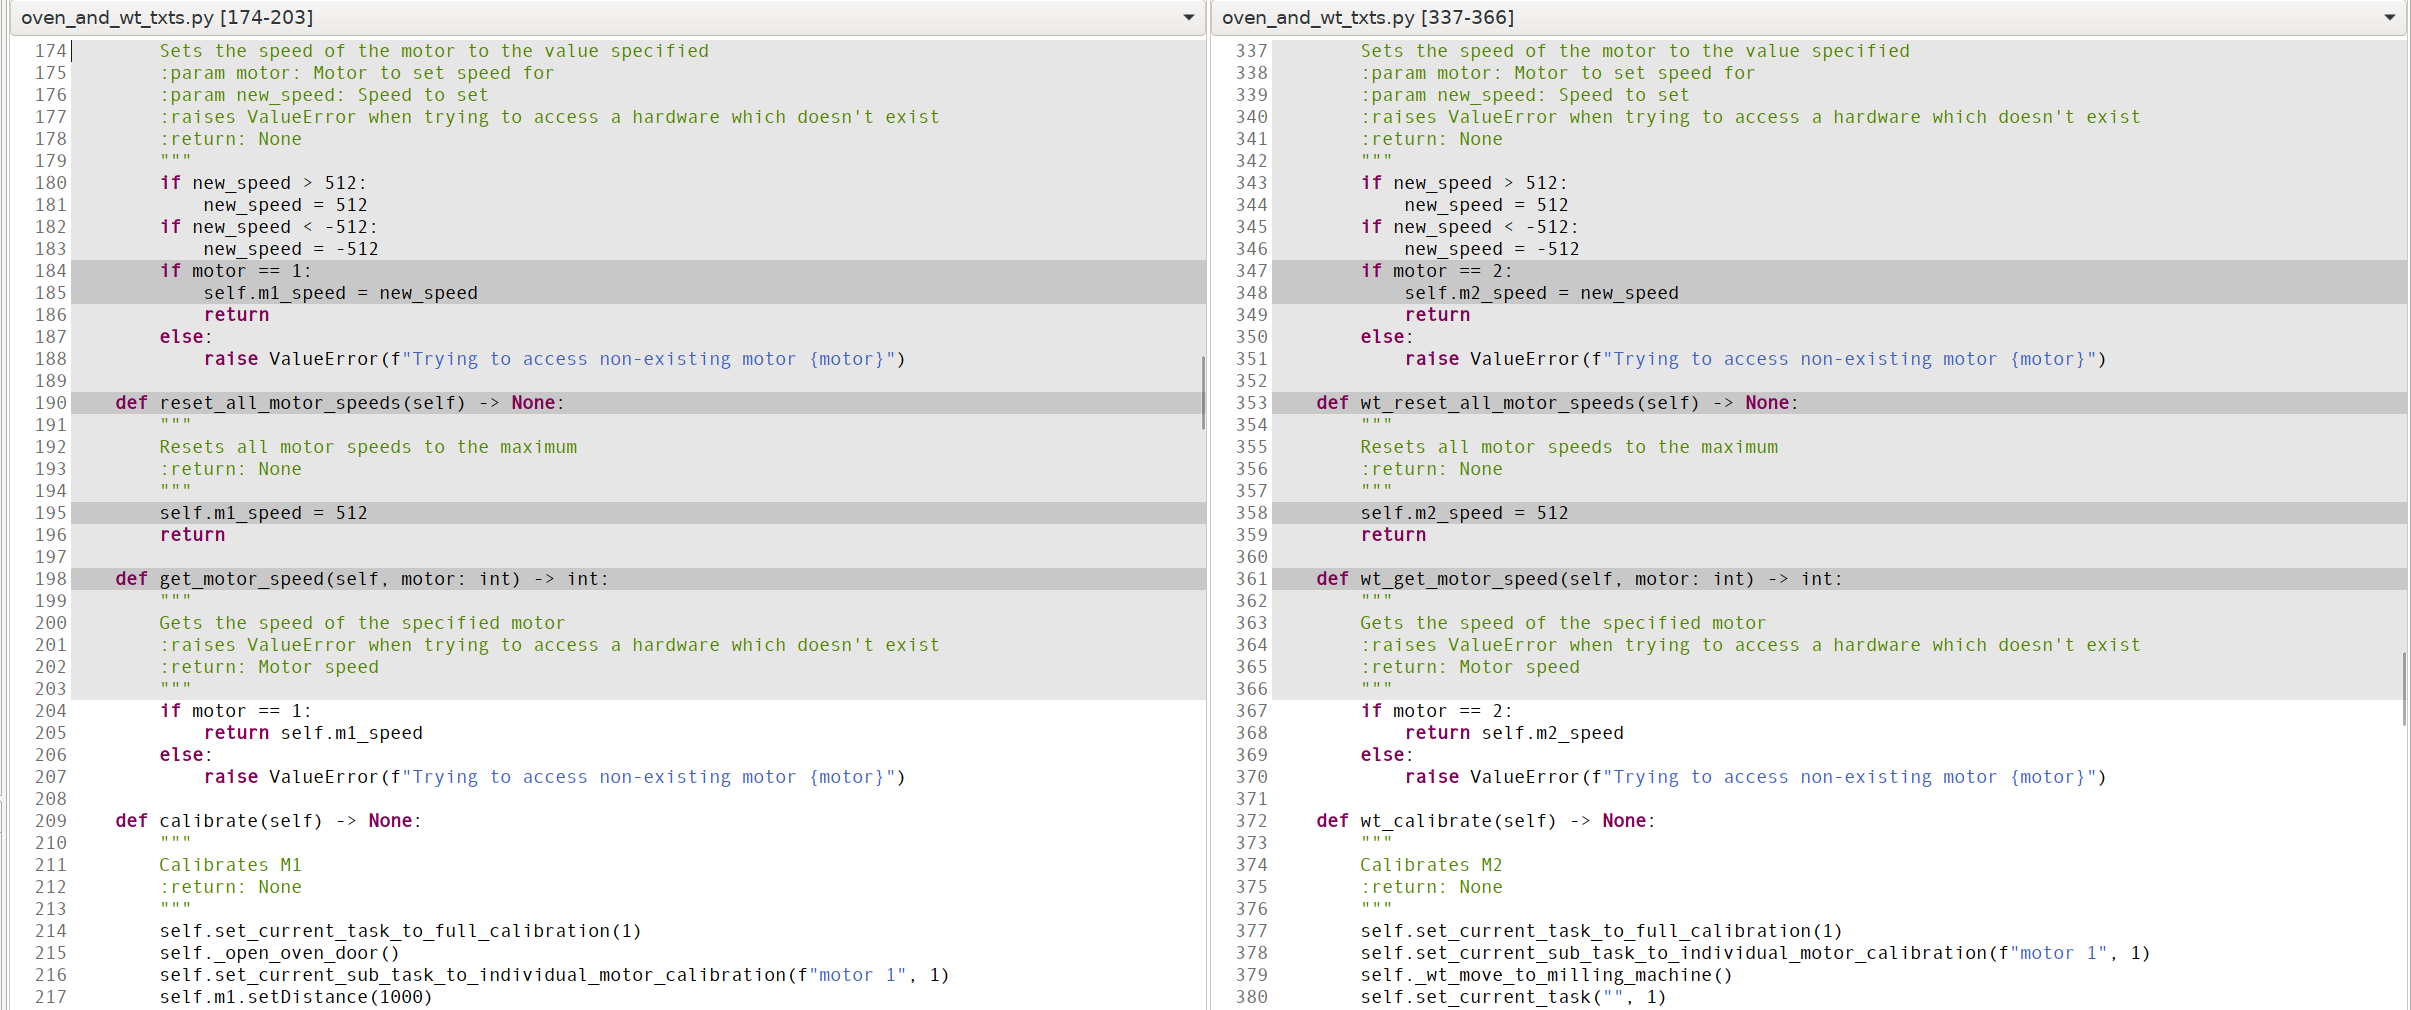 oven_and_wt_txts.py [174-203]
174         Sets the speed of the motor to the value specified
175         :param motor: Motor to set speed for
176         :param new_speed: Speed to set
177         :raises ValueError when trying to access a hardware which doesn't exist
178         :return: None
179         """
180         if new_speed > 512:
181             new_speed = 512
182         if new_speed < -512:
183             new_speed = -512
184         if motor == 1:
185             self.m1_speed = new_speed
186             return
187         else:
188             raise ValueError(f"Trying to access non-existing motor {motor}")
189
190     def reset_all_motor_speeds(self) -> None:
191         """
192         Resets all motor speeds to the maximum
193         :return: None
194         """
195         self.m1_speed = 512
196         return
197
198     def get_motor_speed(self, motor: int) -> int:
199         """
200         Gets the speed of the specified motor
201         :raises ValueError when trying to access a hardware which doesn't exist
202         :return: Motor speed
203         """
204         if motor == 1:
205             return self.m1_speed
206         else:
207             raise ValueError(f"Trying to access non-existing motor {motor}")
208
209     def calibrate(self) -> None:
210         """
211         Calibrates M1
212         :return: None
213         """
214         self.set_current_task_to_full_calibration(1)
215         self._open_oven_door()
216         self.set_current_sub_task_to_individual_motor_calibration(f"motor 1", 1)
217         self.m1.setDistance(1000)
oven_and_wt_txts.py [337-366]
337         Sets the speed of the motor to the value specified
338         :param motor: Motor to set speed for
339         :param new_speed: Speed to set
340         :raises ValueError when trying to access a hardware which doesn't exist
341         :return: None
342         """
343         if new_speed > 512:
344             new_speed = 512
345         if new_speed < -512:
346             new_speed = -512
347         if motor == 2:
348             self.m2_speed = new_speed
349             return
350         else:
351             raise ValueError(f"Trying to access non-existing motor {motor}")
352
353     def wt_reset_all_motor_speeds(self) -> None:
354         """
355         Resets all motor speeds to the maximum
356         :return: None
357         """
358         self.m2_speed = 512
359         return
360
361     def wt_get_motor_speed(self, motor: int) -> int:
362         """
363         Gets the speed of the specified motor
364         :raises ValueError when trying to access a hardware which doesn't exist
365         :return: Motor speed
366         """
367         if motor == 2:
368             return self.m2_speed
369         else:
370             raise ValueError(f"Trying to access non-existing motor {motor}")
371
372     def wt_calibrate(self) -> None:
373         """
374         Calibrates M2
375         :return: None
376         """
377         self.set_current_task_to_full_calibration(1)
378         self.set_current_sub_task_to_individual_motor_calibration(f"motor 1", 1)
379         self._wt_move_to_milling_machine()
380         self.set_current_task("", 1)